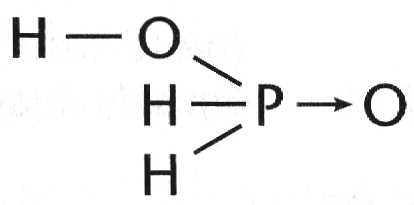 H — O
H — P → O
H